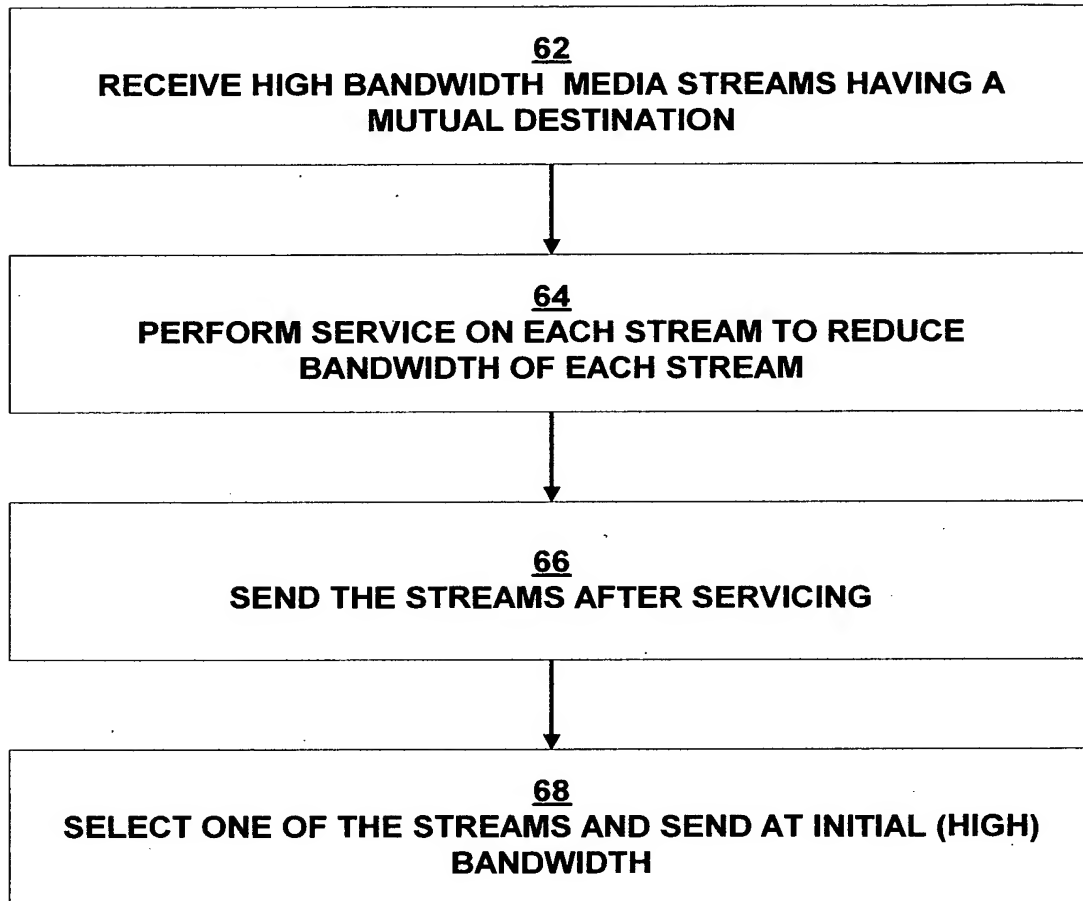 62
RECEIVE HIGH BANDWIDTH MEDIA STREAMS HAVING A
MUTUAL DESTINATION
64
PERFORM SERVICE ON EACH STREAM TO REDUCE
BANDWIDTH OF EACH STREAM
66
SEND THE STREAMS AFTER SERVICING
68
SELECT ONE OF THE STREAMS AND SEND AT INITIAL (HIGH)
BANDWIDTH